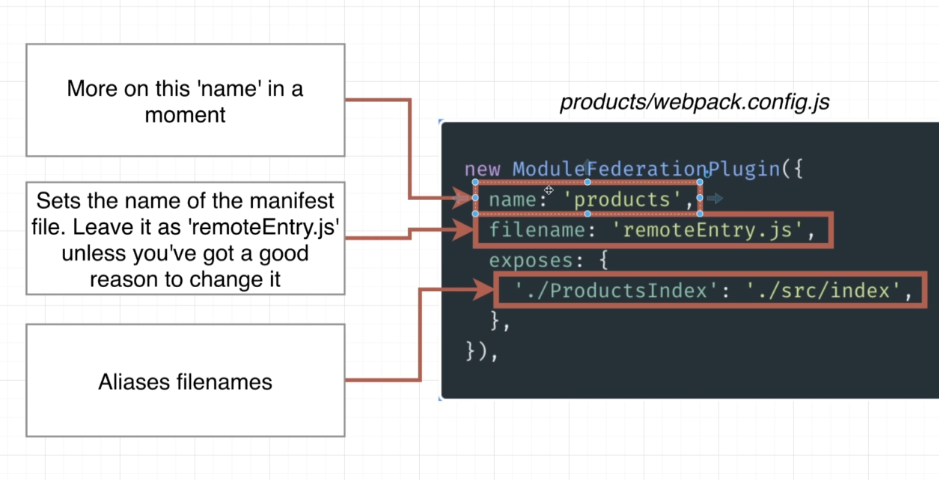 More on this 'name' in a
moment
Sets the name of the manifest
file. Leave it as 'remoteEntry.js'
unless you've got a good
reason to change it
Aliases filenames
products/webpack.config.js
new ModuleFederationPlugin({
name: 'products',
filename: 'remoteEntry.js',
exposes: {
'./ProductsIndex': './src/index',
},
}),